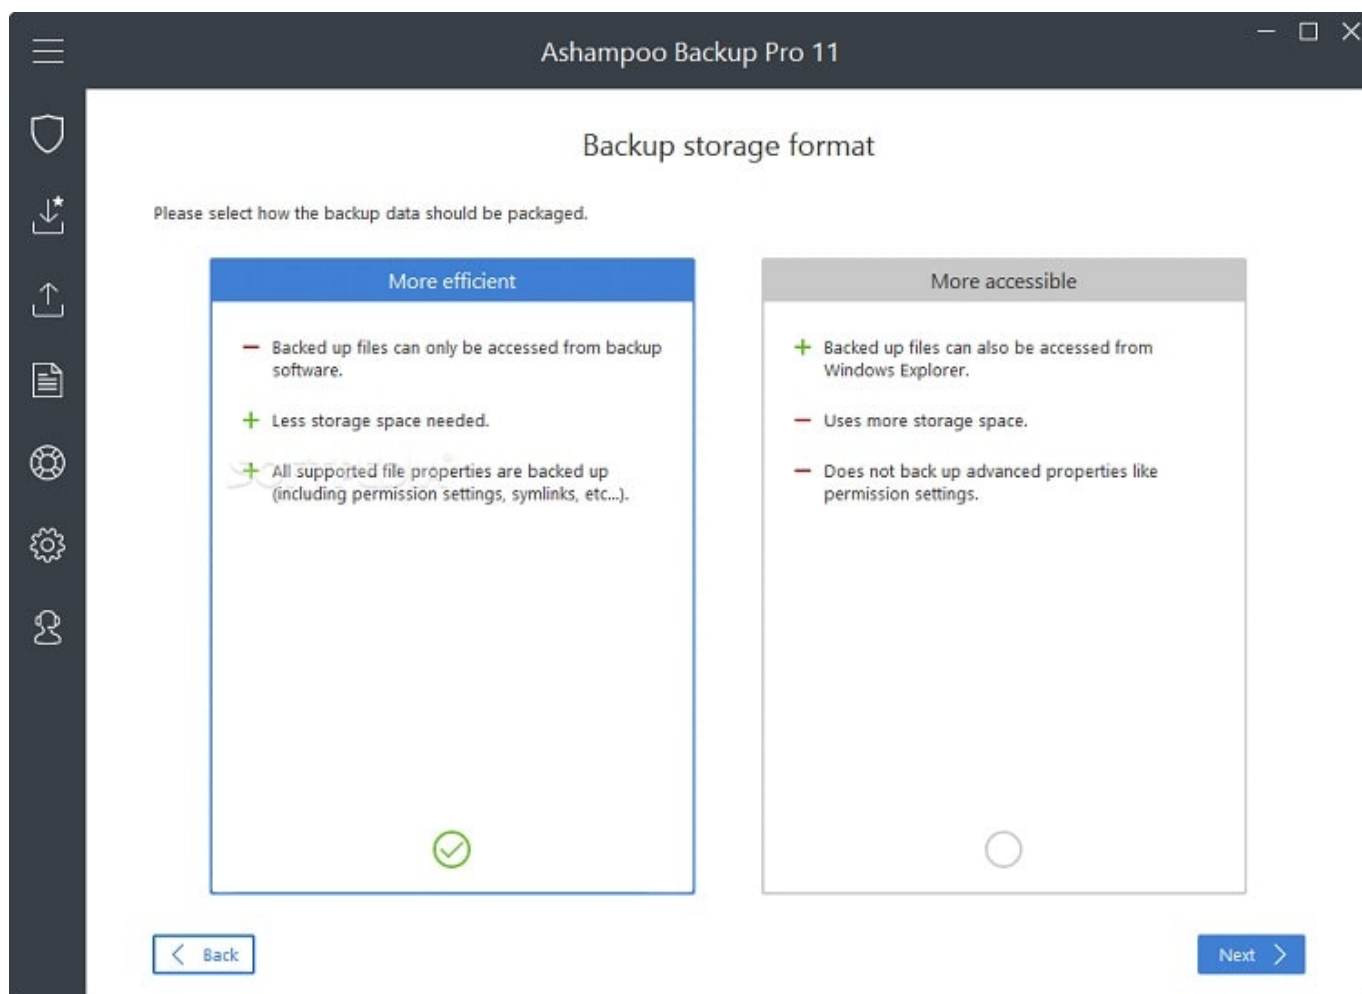 Ashampoo Backup Pro 11
Backup storage format
Please select how the backup data should be packaged.
More efficient
Backed up files can only be accessed from backup
software.
Less storage space needed.
All supported file properties are backed up
(including permission settings, symlinks, etc...).
More accessible
Backed up files can also be accessed from
Windows Explorer.
Uses more storage space.
Does not back up advanced properties like
permission settings.
Back
Next